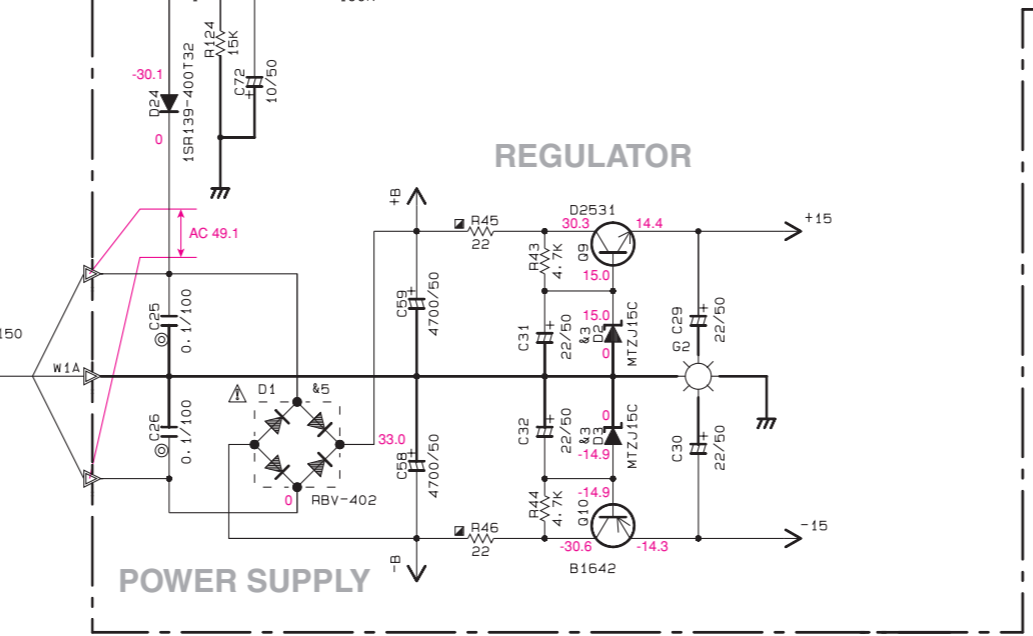 -30.1
D24
1SR139-400T32
0
R124
15K
C72
+
10/50
AC 49.1
150
W1A
C25
0.1/100
C26
0.1/100
D1
&5
33.0
0
RBV-402
POWER SUPPLY
REGULATOR
+B
C59
+
4700/50
C58
+
4700/50
-B
R45
22
R46
22
D2531
30.3
14.4
Q9
R43
4.7K
15.0
+15
C31
+
22/50
&3
D2
15.0
0
MTZJ15C
C29
+
22/50
G2
C32
+
22/50
&3
D3
0
-14.9
MTZJ15C
C30
+
22/50
R44
4.7K
-14.9
Q10
-30.6
-14.3
B1642
-15